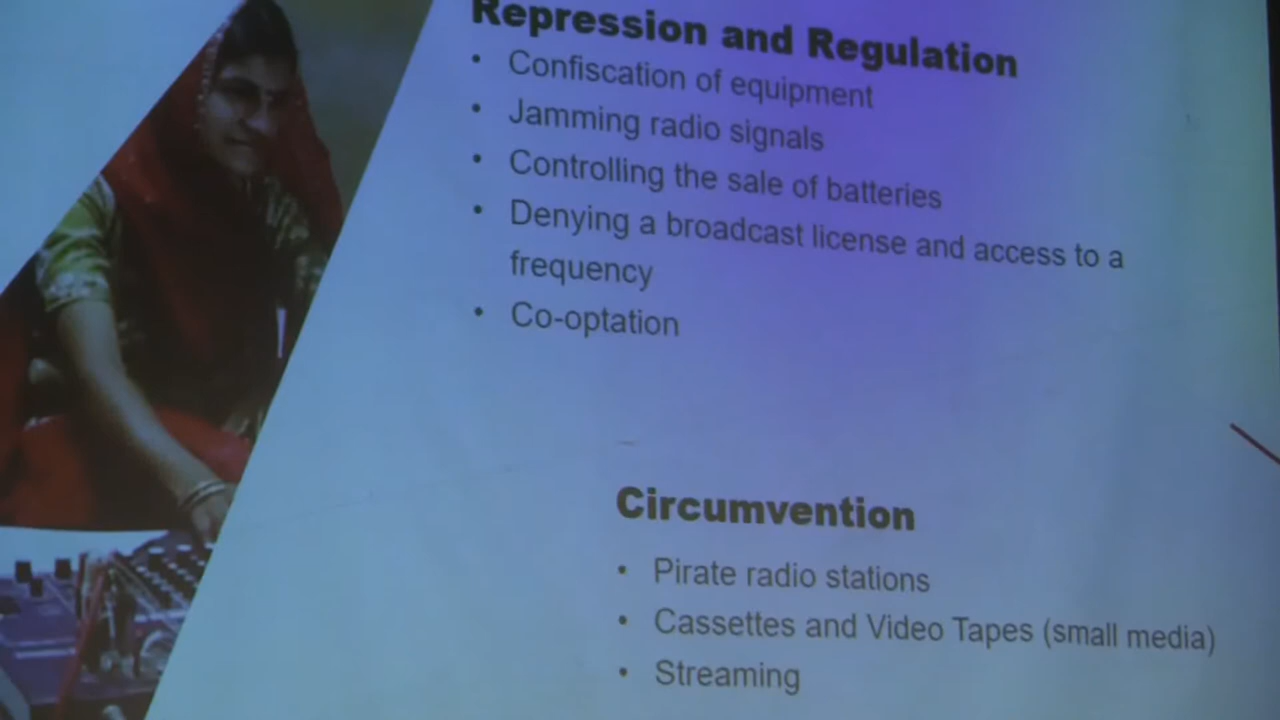 Repression and Regulation
• Confiscation of equipment
• Jamming radio signals
• Controlling the sale of batteries
• Denying a broadcast license and access to a
frequency
• Co-optation
Circumvention
• Pirate radio stations
• Cassettes and Video Tapes (small media)
• Streaming